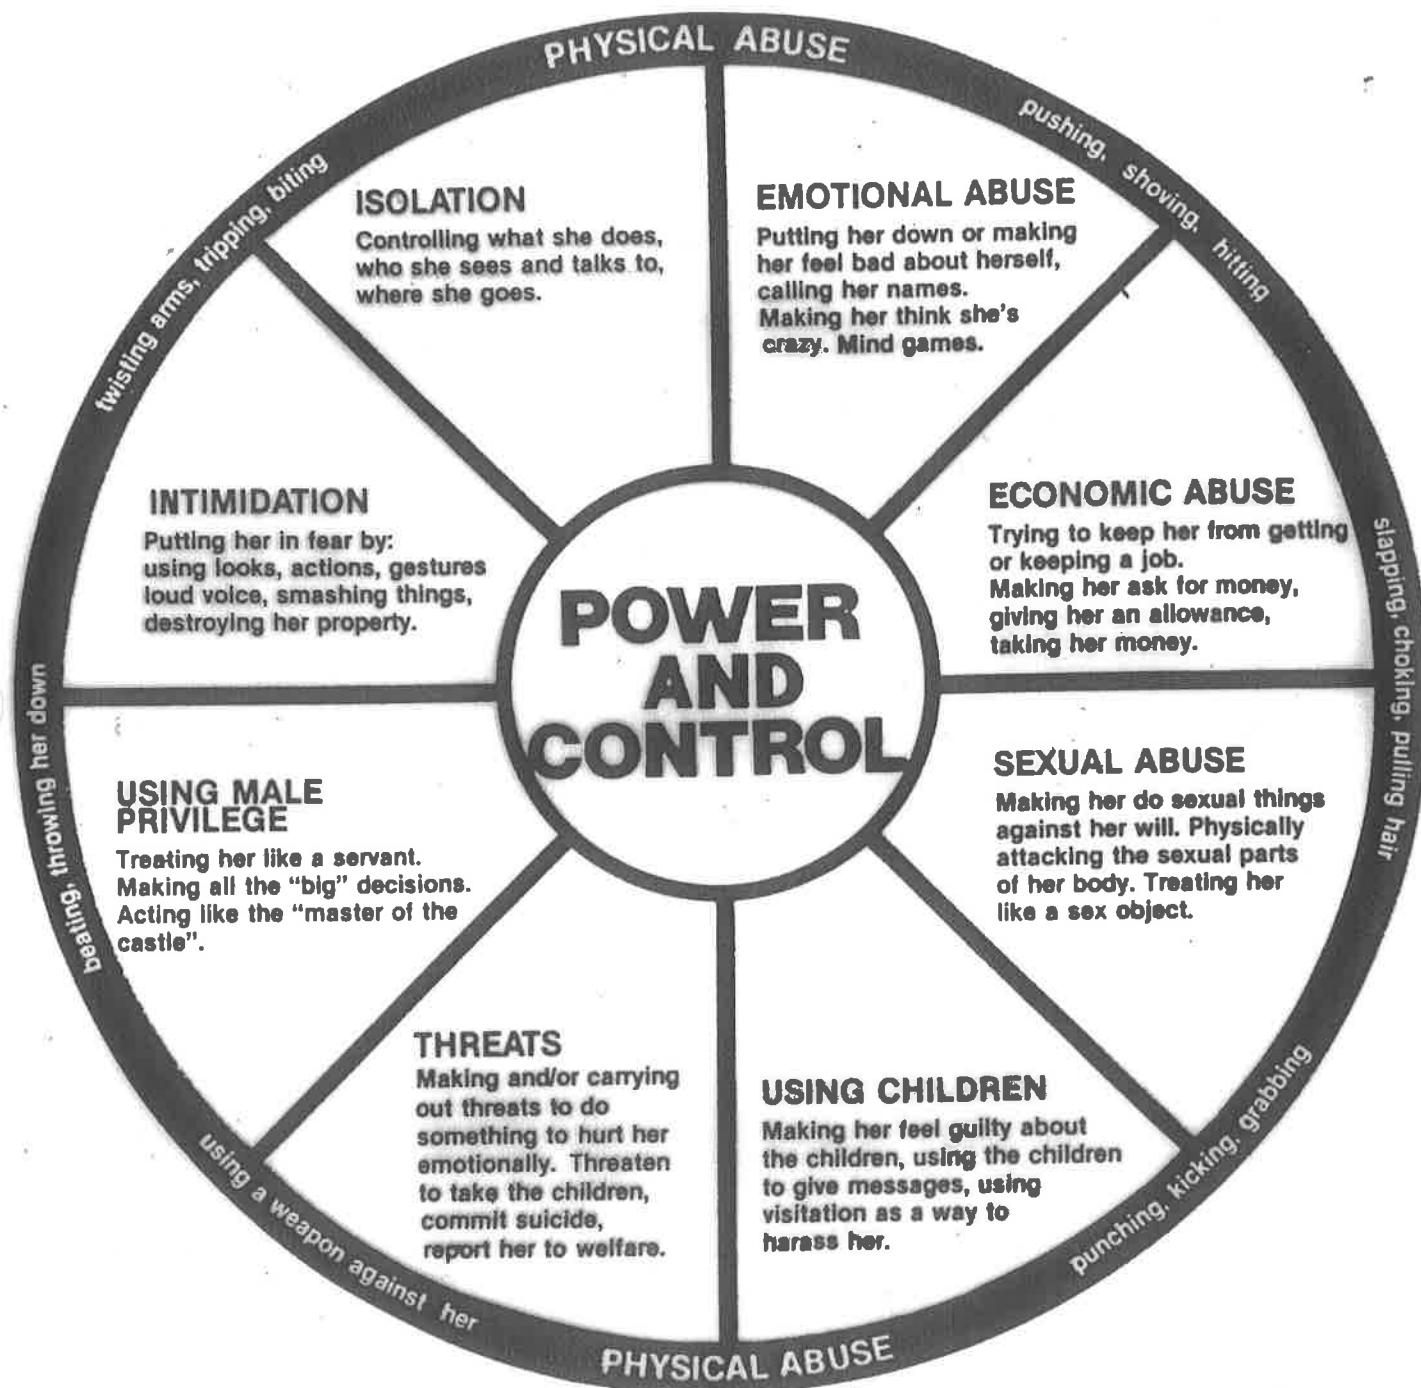 PHYSICAL ABUSE
pushing, shoving, hitting
slapping, choking, pulling hair
punching, kicking, grabbing
PHYSICAL ABUSE
using a weapon against her
beating, throwing her down
twisting arms, tripping, biting
POWER
AND
CONTROL
EMOTIONAL ABUSE
Putting her down or making
her feel bad about herself,
calling her names.
Making her think she's
crazy. Mind games.
ECONOMIC ABUSE
Trying to keep her from getting
or keeping a job.
Making her ask for money,
giving her an allowance,
taking her money.
SEXUAL ABUSE
Making her do sexual things
against her will. Physically
attacking the sexual parts
of her body. Treating her
like a sex object.
USING CHILDREN
Making her feel guilty about
the children, using the children
to give messages, using
visitation as a way to
harass her.
THREATS
Making and/or carrying
out threats to do
something to hurt her
emotionally. Threaten
to take the children,
commit suicide,
report her to welfare.
USING MALE
PRIVILEGE
Treating her like a servant.
Making all the “big” decisions.
Acting like the “master of the
castle”.
INTIMIDATION
Putting her in fear by:
using looks, actions, gestures
loud voice, smashing things,
destroying her property.
ISOLATION
Controlling what she does,
who she sees and talks to,
where she goes.